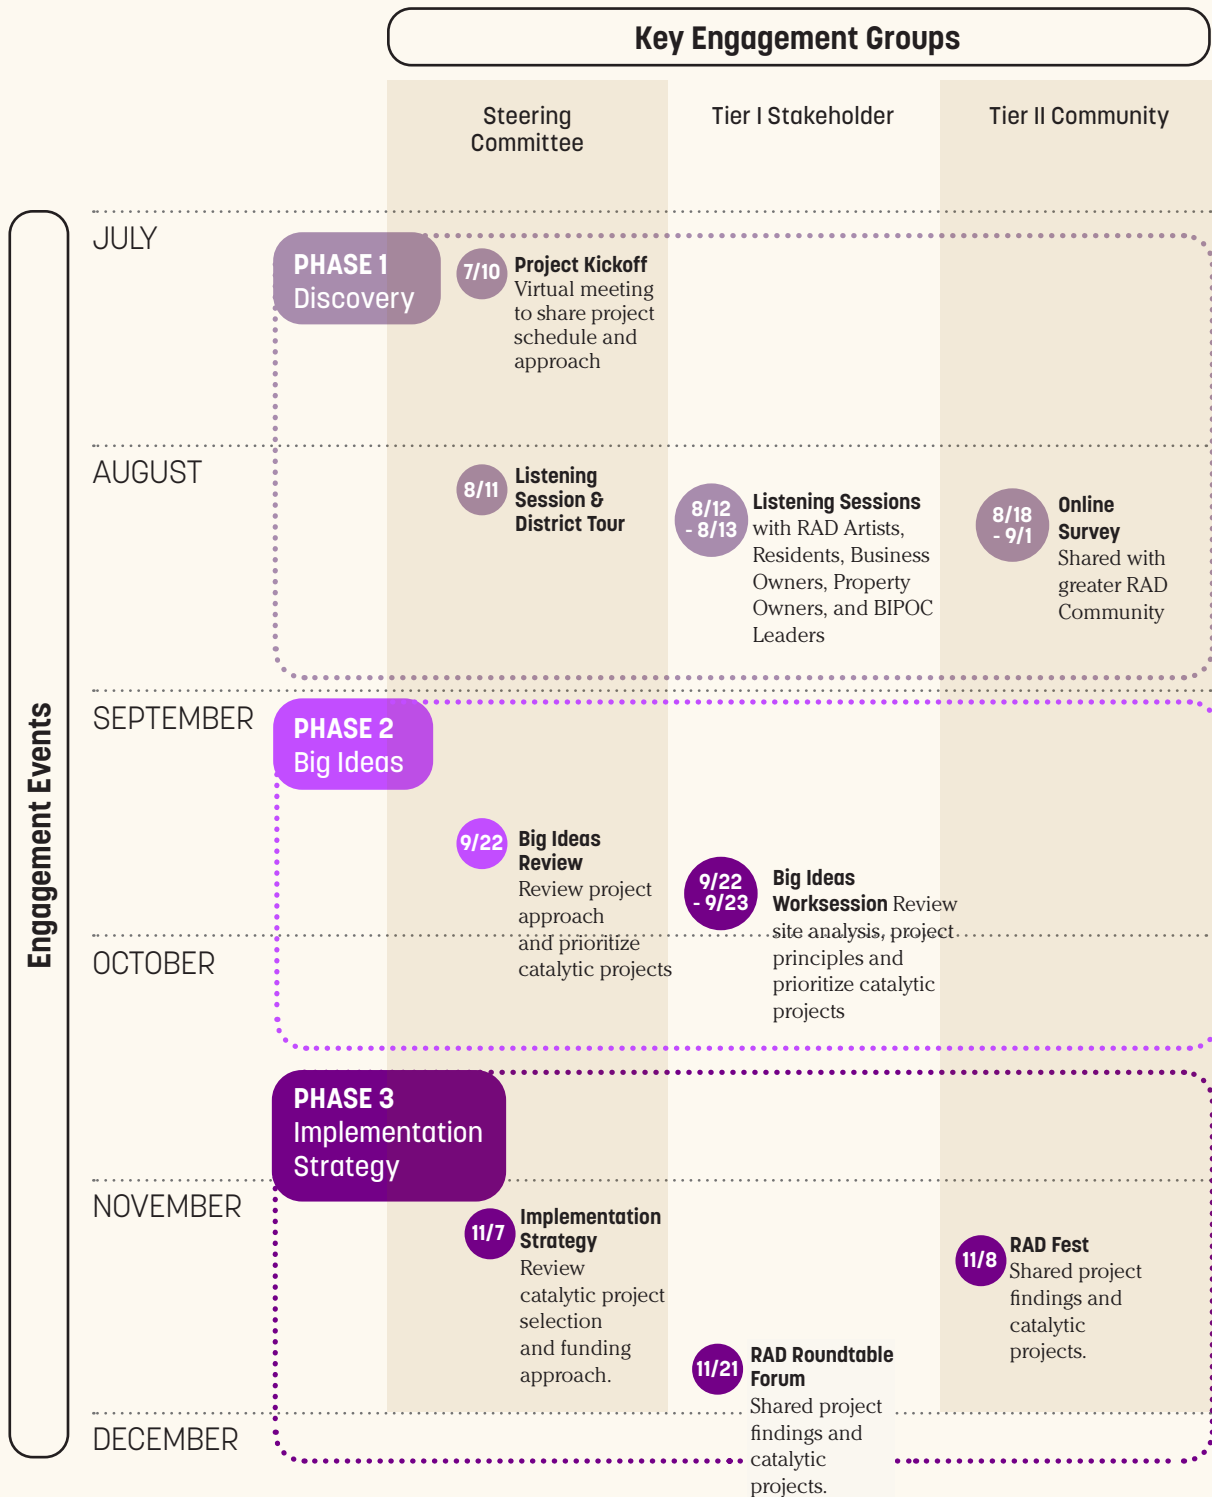 Key Engagement Groups
Steering
Committee
Tier I Stakeholder
Tier II Community
Engagement Events
JULY
PHASE 1
Discovery
7/10
Project Kickoff
Virtual meeting
to share project
schedule and
approach
AUGUST
8/11
Listening
Session &
District Tour
8/12
- 8/13
Listening Sessions
with RAD Artists,
Residents, Business
Owners, Property
Owners, and BIPOC
Leaders
8/18
- 9/1
Online
Survey
Shared with
greater RAD
Community
SEPTEMBER
PHASE 2
Big Ideas
9/22
Big Ideas
Review
Review project
approach
and prioritize
catalytic projects
9/22
- 9/23
Big Ideas
Worksession Review
site analysis, project
principles and
prioritize catalytic
projects
OCTOBER
PHASE 3
Implementation
Strategy
NOVEMBER
11/7
Implementation
Strategy
Review
catalytic project
selection
and funding
approach.
11/8
RAD Fest
Shared project
findings and
catalytic
projects.
11/21
RAD Roundtable
Forum
Shared project
findings and
catalytic
projects.
DECEMBER